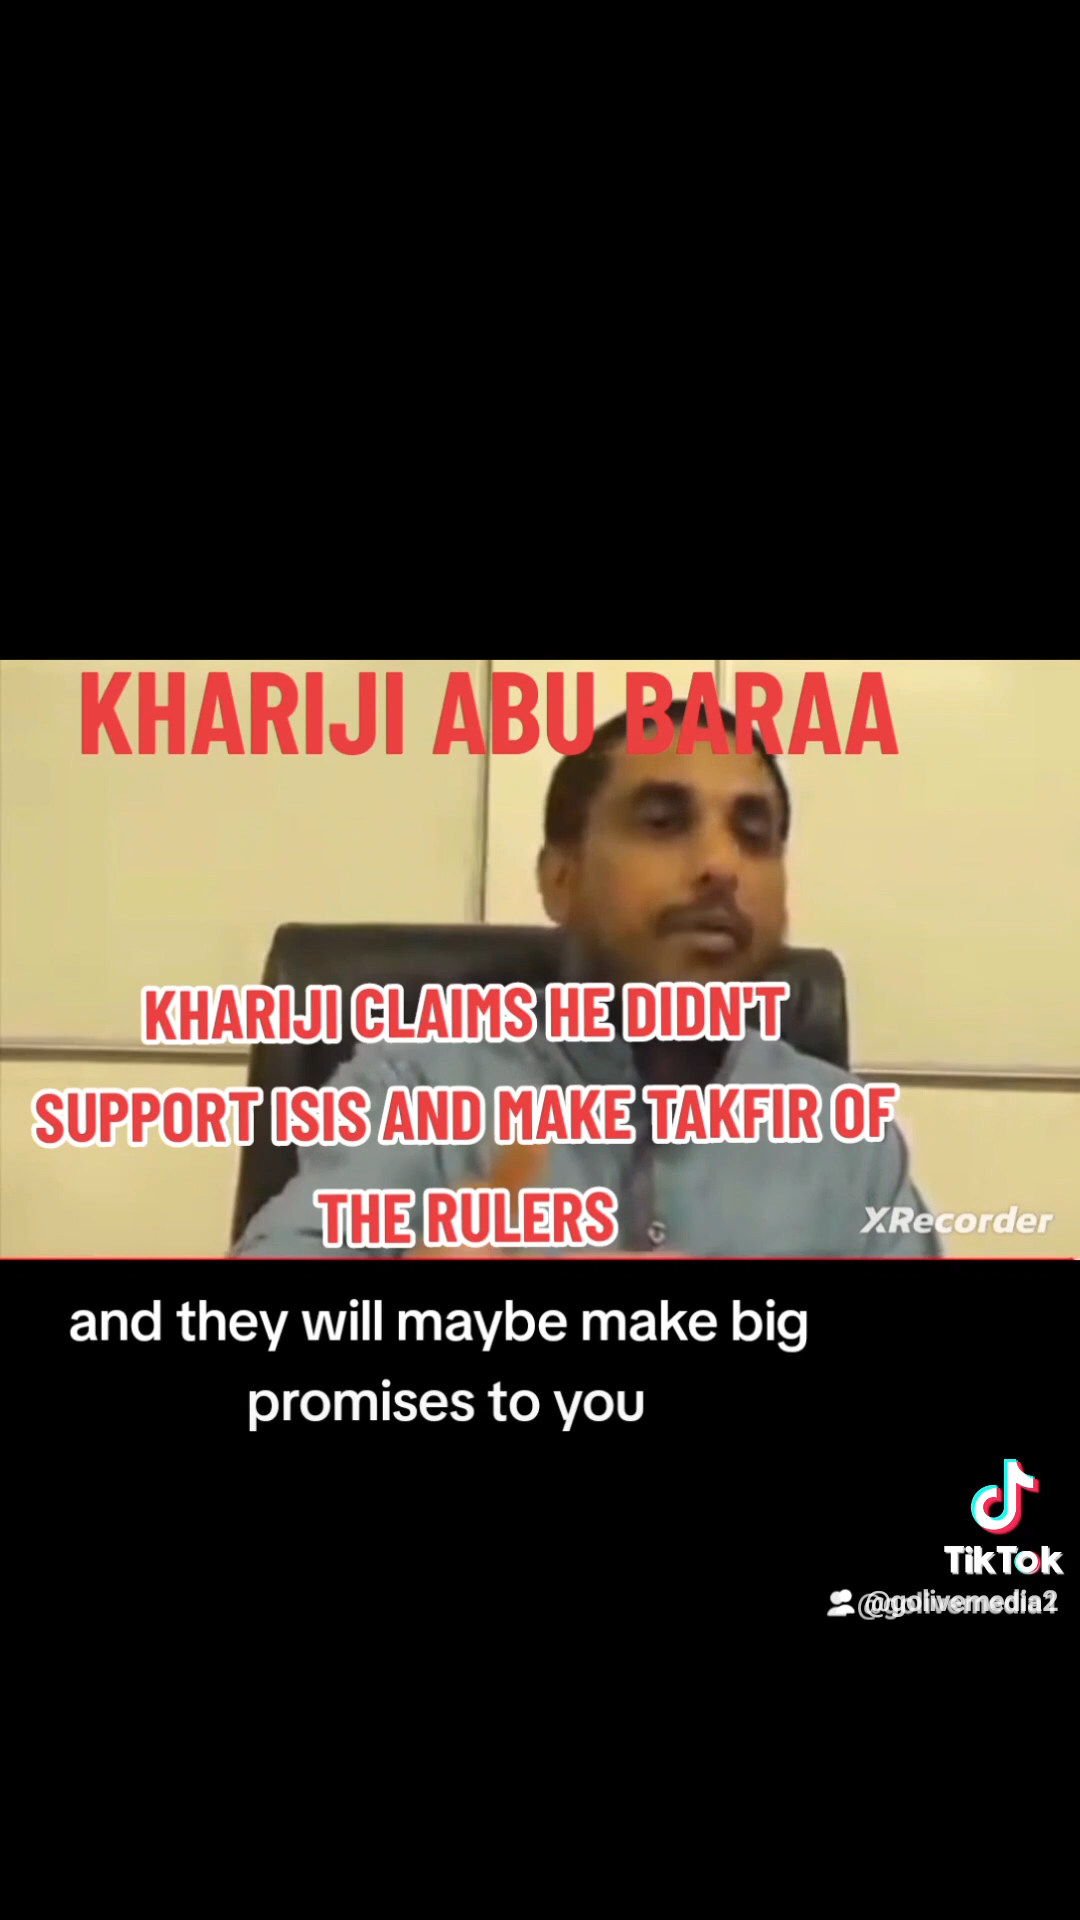 KHARIJI ABU BARAA
KHARIJI CLAIMS HE DIDN'T
SUPPORT ISIS AND MAKE TAKFIR OF
THE RULERS
XRecorder
and they will maybe make big
promises to you
TikTok